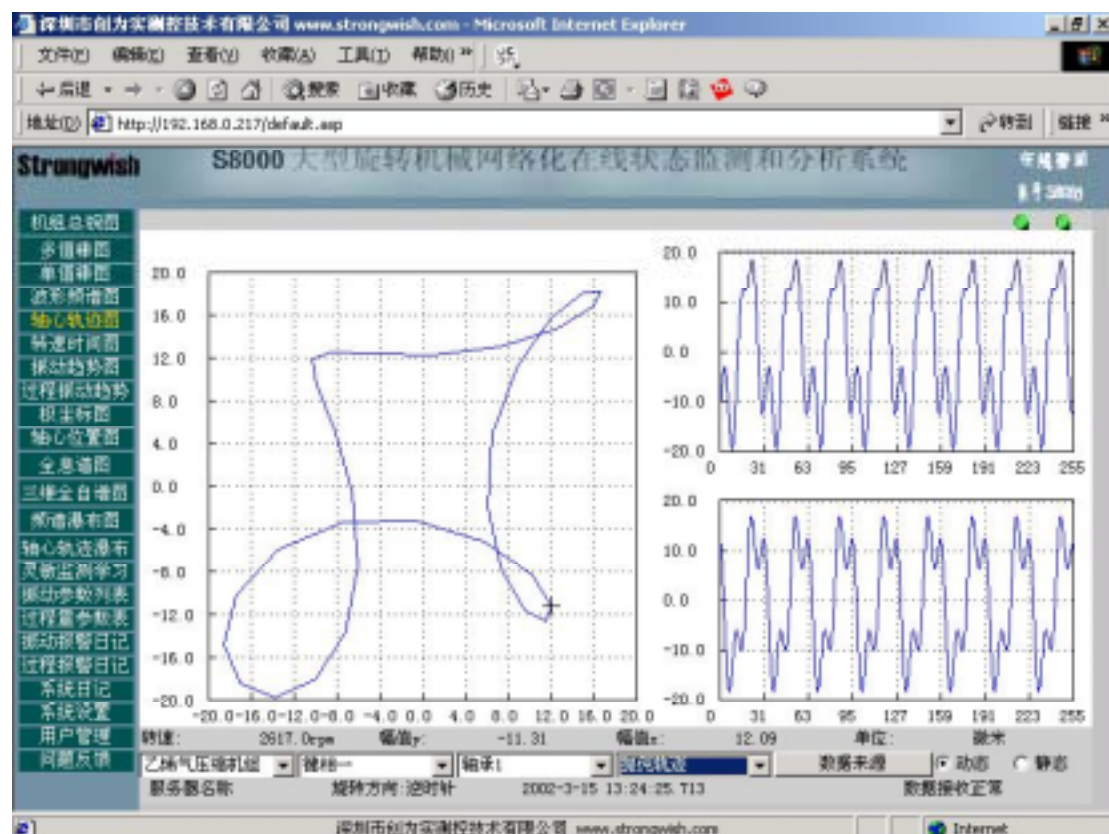 深圳市创为实测控技术有限公司 www.strongwish.com - Microsoft Internet Explorer
文件(F) 编辑(E) 查看(V) 收藏(A) 工具(T) 帮助() »
后退 搜索 收藏 历史
地址(D) http://192.168.0.217/default.asp 转到 链接 »
Strongwish S8000 大型旋转机械网络化在线状态监测和分析系统
机组总貌图
多值棒图
单值棒图
波形频谱图
轴心轨迹图
转速时间图
振动趋势图
过程振动趋势
极坐标图
轴心位置图
全息谱图
三维全自谱图
频谱瀑布图
轴心轨迹瀑布
灵敏监测学习
振动参数列表
过程量参数表
振动报警日记
过程报警日记
系统日记
系统设置
用户管理
问题反馈
20.0
16.0
12.0
8.0
4.0
0.0
-4.0
-8.0
-12.0
-16.0
-20.0
-20.0 -16.0 -12.0 -8.0 -4.0 0.0 4.0 8.0 12.0 16.0 20.0
20.0
10.0
0.0
-10.0
-20.0
0 31 63 95 127 159 191 223 255
20.0
10.0
0.0
-10.0
-20.0
0 31 63 95 127 159 191 223 255
转速: 2617.0rpm 幅值y: -11.31 幅值x: 12.09 单位: 微米
乙烯气压缩机组 轴承1 数据来源 动态 静态
服务器名称 旋转方向:逆时针 2002-3-15 13:24:25.713 数据接收正常
深圳市创为实测控技术有限公司 www.strongwish.com Internet